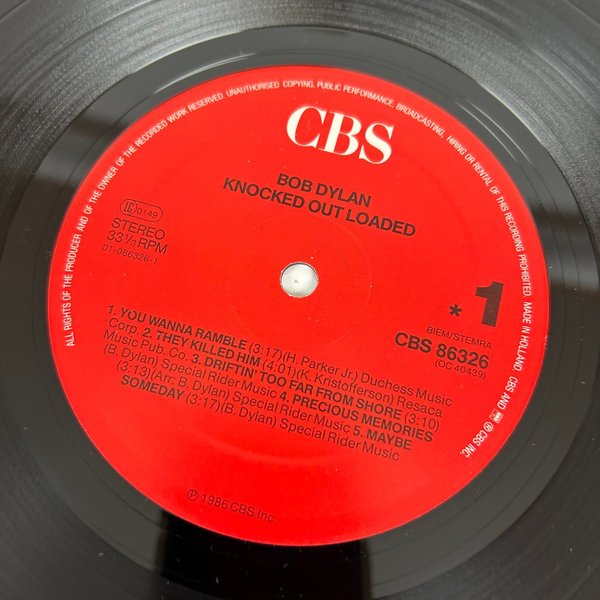 ALL RIGHTS OF THE PRODUCER AND OF THE OWNER OF THE RECORDED WORK RESERVED. UNAUTHORISED COPYING, PUBLIC PERFORMANCE, BROADCASTING, HIRING OR RENTAL OF THIS RECORDING PROHIBITED. MADE IN HOLLAND. CBS AND ℗ CBS INC.
CBS
BOB DYLAN
KNOCKED OUT LOADED
0149
STEREO
33 1/3 RPM
01-086326-1
* 1
BIEM/STEMRA
CBS 86326
(OC 40439)
1. YOU WANNA RAMBLE (3:17)(H. Parker Jr.) Duchess Music
Corp. 2. THEY KILLED HIM (4:01)(K. Kristofferson) Resaca
Music Pub. Co. 3. DRIFTIN' TOO FAR FROM SHORE (3:10)
(B. Dylan) Special Rider Music 4. PRECIOUS MEMORIES
(3:13)(Arr: B. Dylan) Special Rider Music 5. MAYBE
SOMEDAY (3:17)(B. Dylan) Special Rider Music
℗ 1986 CBS/Inc.